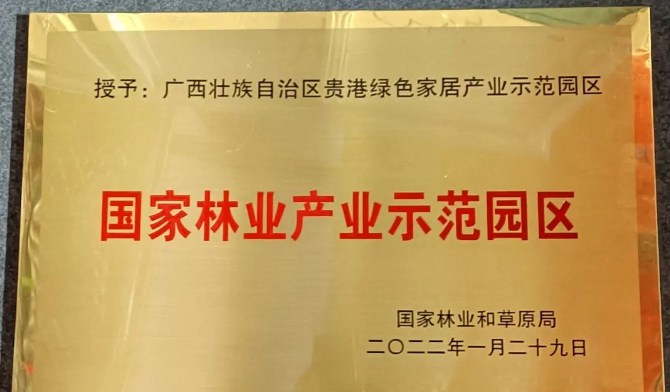 授予：广西壮族自治区贵港绿色家居产业示范园区
国家林业产业示范园区
国家林业和草原局
二〇二二年一月二十九日